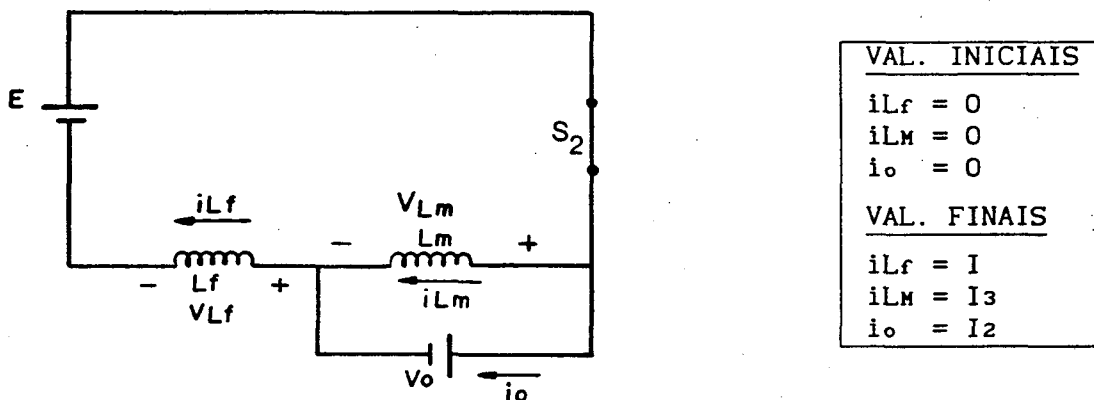 E
S2
iLf
Lf
VLf
VLm
Lm
iLm
Vo
io
- + - +
VAL. INICIAIS
iLf = 0
iLM = 0
io = 0
VAL. FINAIS
iLf = I
iLM = I3
io = I2